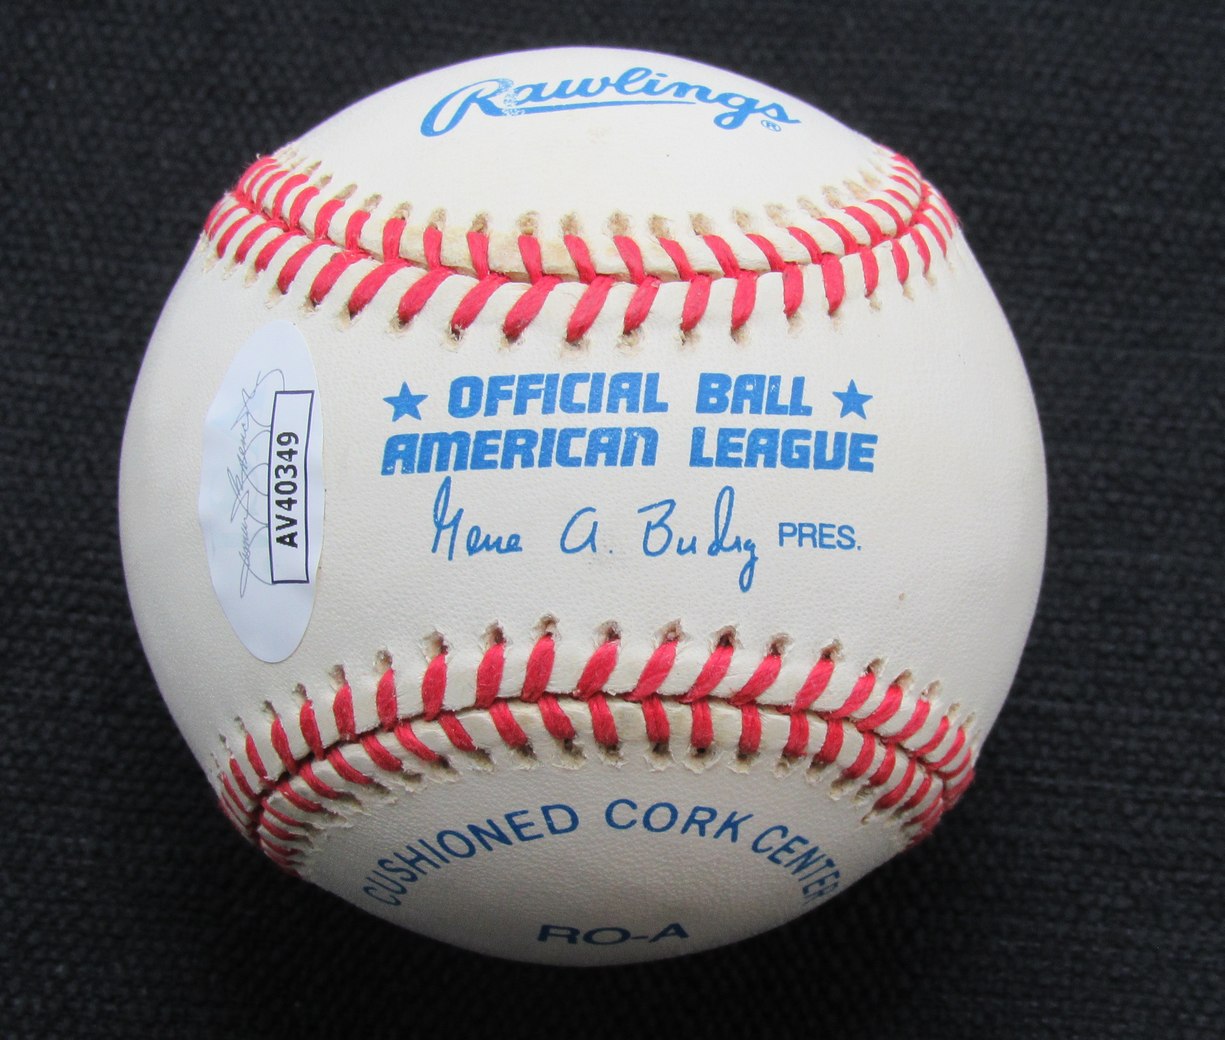 Rawlings®
★ OFFICIAL BALL ★
AMERICAN LEAGUE
Gene A. Budig PRES.
AV40349
CUSHIONED CORK CENTER
RO-A